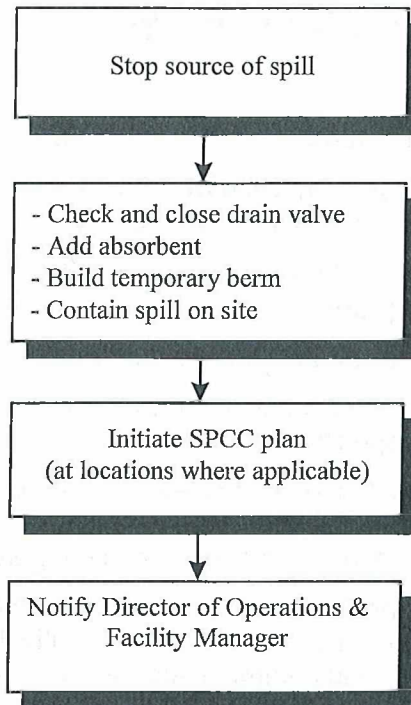 Stop source of spill
- Check and close drain valve
- Add absorbent
- Build temporary berm
- Contain spill on site
Initiate SPCC plan
(at locations where applicable)
Notify Director of Operations &
Facility Manager